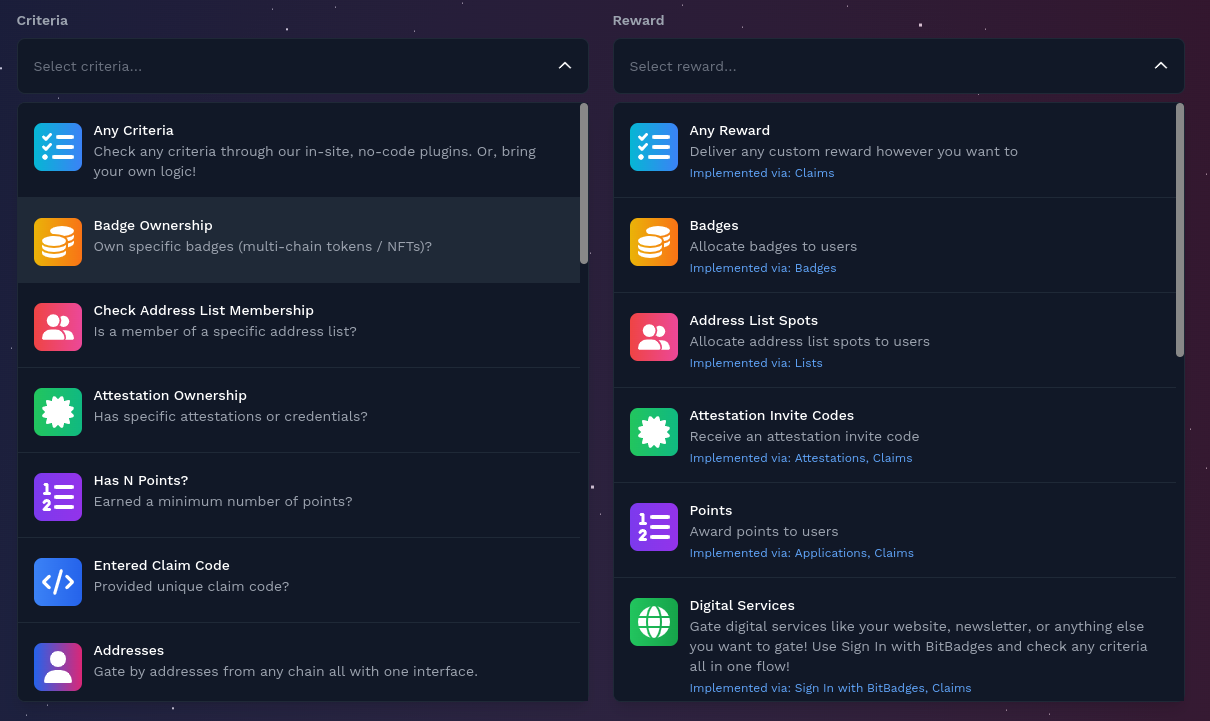 Criteria
Select criteria...
Any Criteria
Check any criteria through our in-site, no-code plugins. Or, bring
your own logic!
Badge Ownership
Own specific badges (multi-chain tokens / NFTs)?
Check Address List Membership
Is a member of a specific address list?
Attestation Ownership
Has specific attestations or credentials?
Has N Points?
Earned a minimum number of points?
Entered Claim Code
Provided unique claim code?
Addresses
Gate by addresses from any chain all with one interface.
Reward
Select reward...
Any Reward
Deliver any custom reward however you want to
Implemented via: Claims
Badges
Allocate badges to users
Implemented via: Badges
Address List Spots
Allocate address list spots to users
Implemented via: Lists
Attestation Invite Codes
Receive an attestation invite code
Implemented via: Attestations, Claims
Points
Award points to users
Implemented via: Applications, Claims
Digital Services
Gate digital services like your website, newsletter, or anything else
you want to gate! Use Sign In with BitBadges and check any criteria
all in one flow!
Implemented via: Sign In with BitBadges, Claims